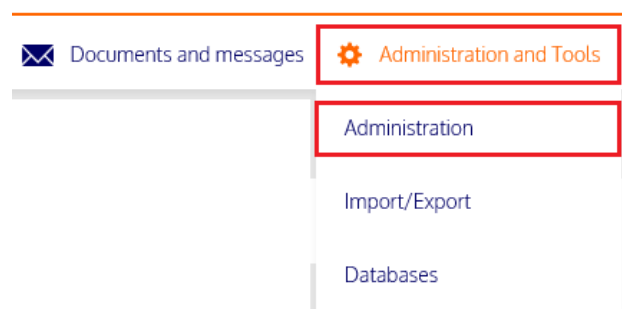 Documents and messages
Administration and Tools
Administration
Import/Export
Databases